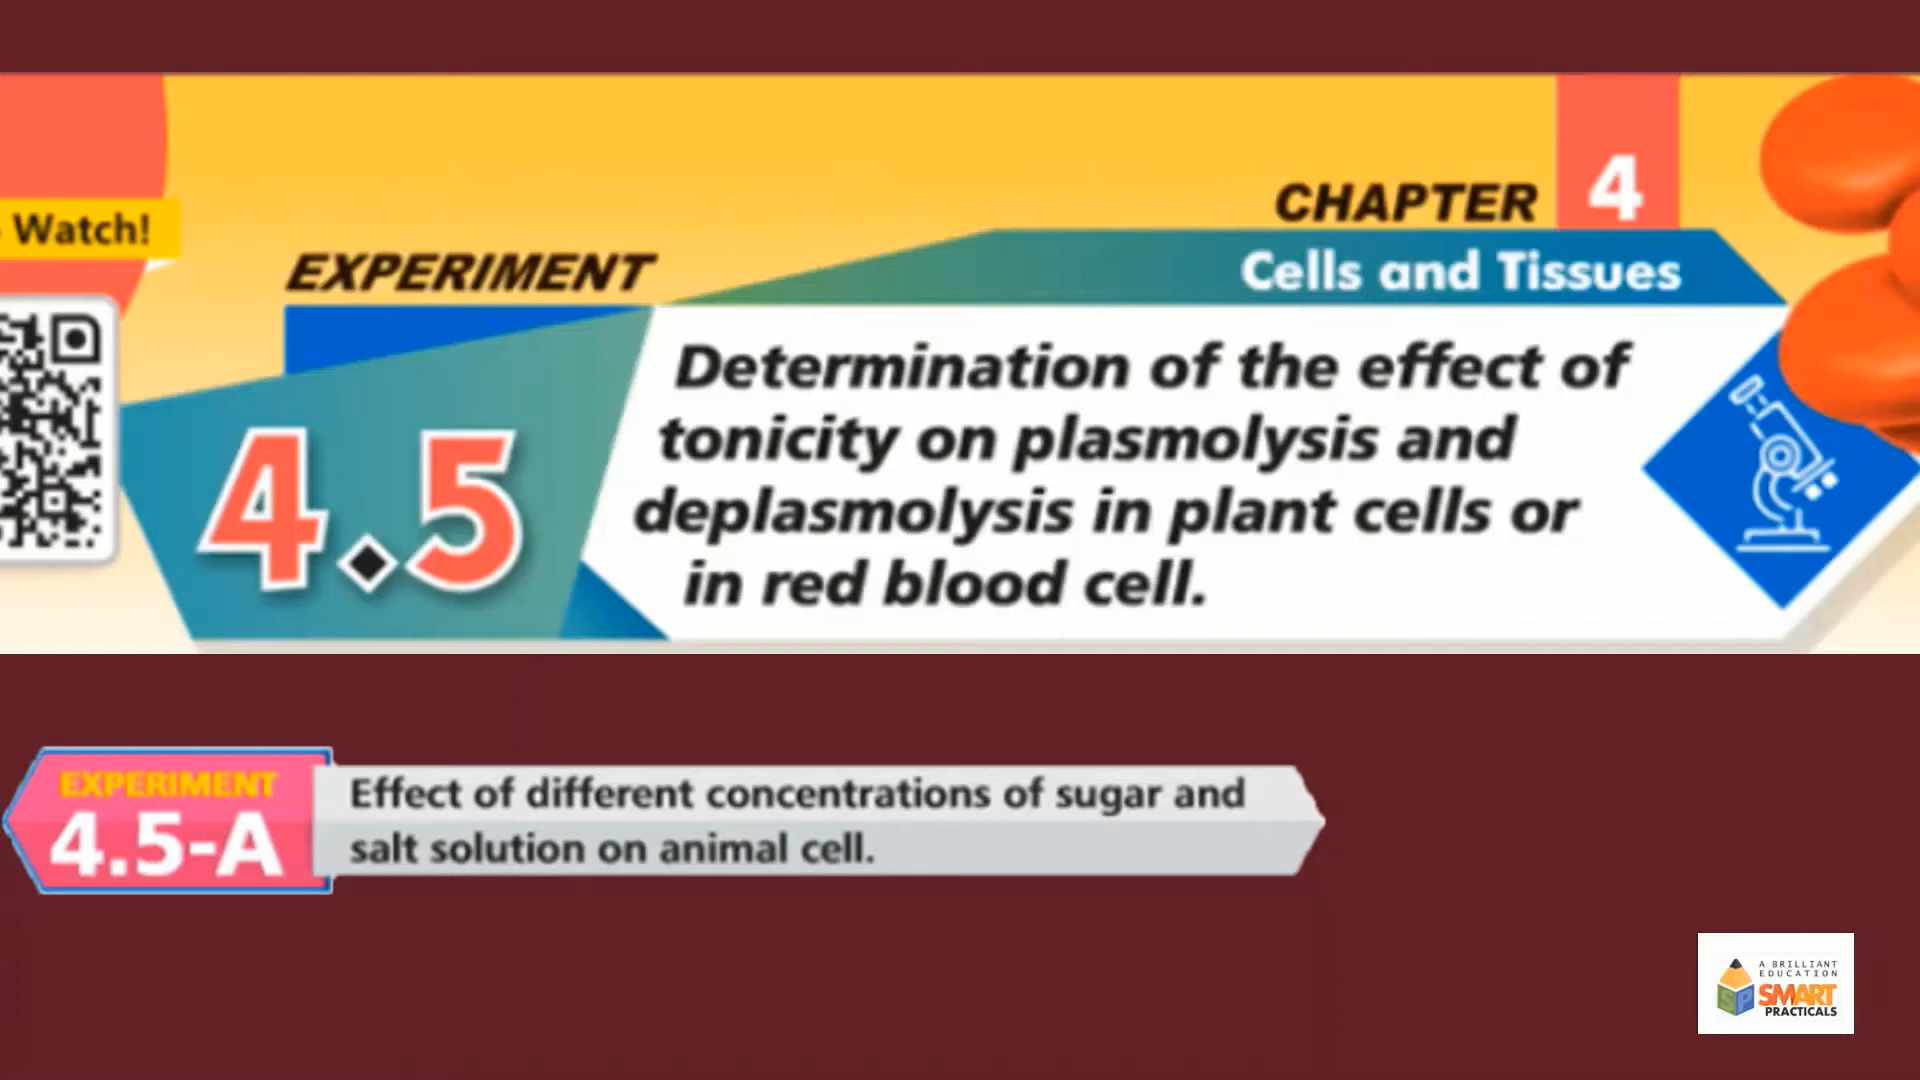 CHAPTER 4
Watch!
EXPERIMENT
Cells and Tissues
4.5
Determination of the effect of
tonicity on plasmolysis and
deplasmolysis in plant cells or
in red blood cell.
EXPERIMENT
4.5-A
Effect of different concentrations of sugar and
salt solution on animal cell.
A BRILLIANT
EDUCATION
SP
SMART
PRACTICALS